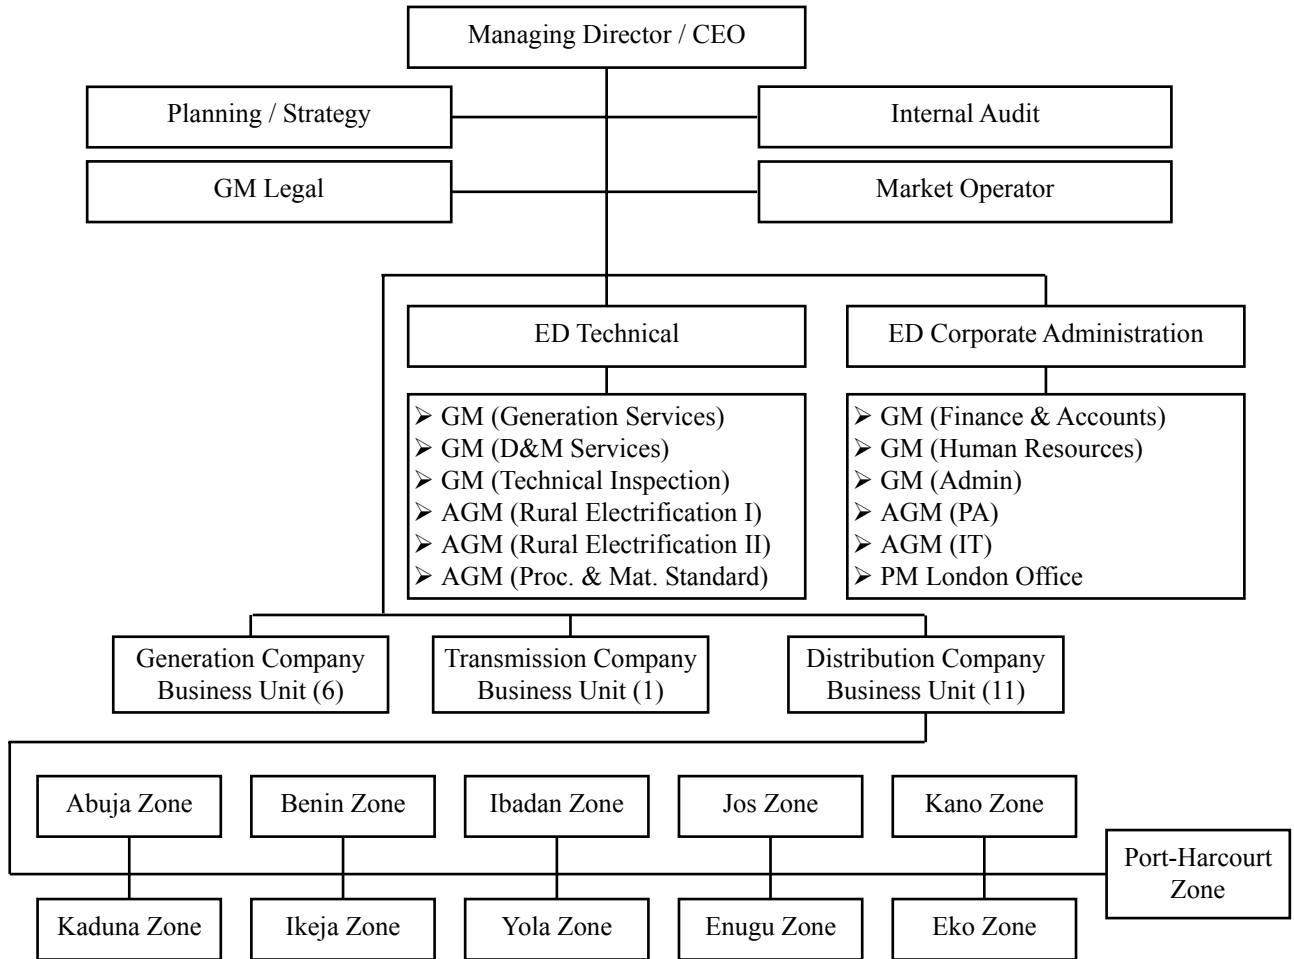 Managing Director / CEO
Planning / Strategy
Internal Audit
GM Legal
Market Operator
ED Technical
ED Corporate Administration
➢ GM (Generation Services)
➢ GM (D&M Services)
➢ GM (Technical Inspection)
➢ AGM (Rural Electrification I)
➢ AGM (Rural Electrification II)
➢ AGM (Proc. & Mat. Standard)
➢ GM (Finance & Accounts)
➢ GM (Human Resources)
➢ GM (Admin)
➢ AGM (PA)
➢ AGM (IT)
➢ PM London Office
Generation Company
Business Unit (6)
Transmission Company
Business Unit (1)
Distribution Company
Business Unit (11)
Abuja Zone
Benin Zone
Ibadan Zone
Jos Zone
Kano Zone
Port-Harcourt
Zone
Kaduna Zone
Ikeja Zone
Yola Zone
Enugu Zone
Eko Zone